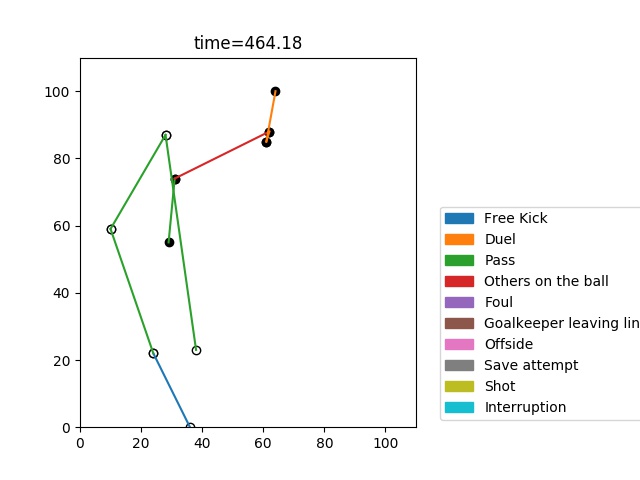 time=464.18
100
80
60
40
20
0
0 20 40 60 80 100
Free Kick
Duel
Pass
Others on the ball
Foul
Goalkeeper leaving lin
Offside
Save attempt
Shot
Interruption